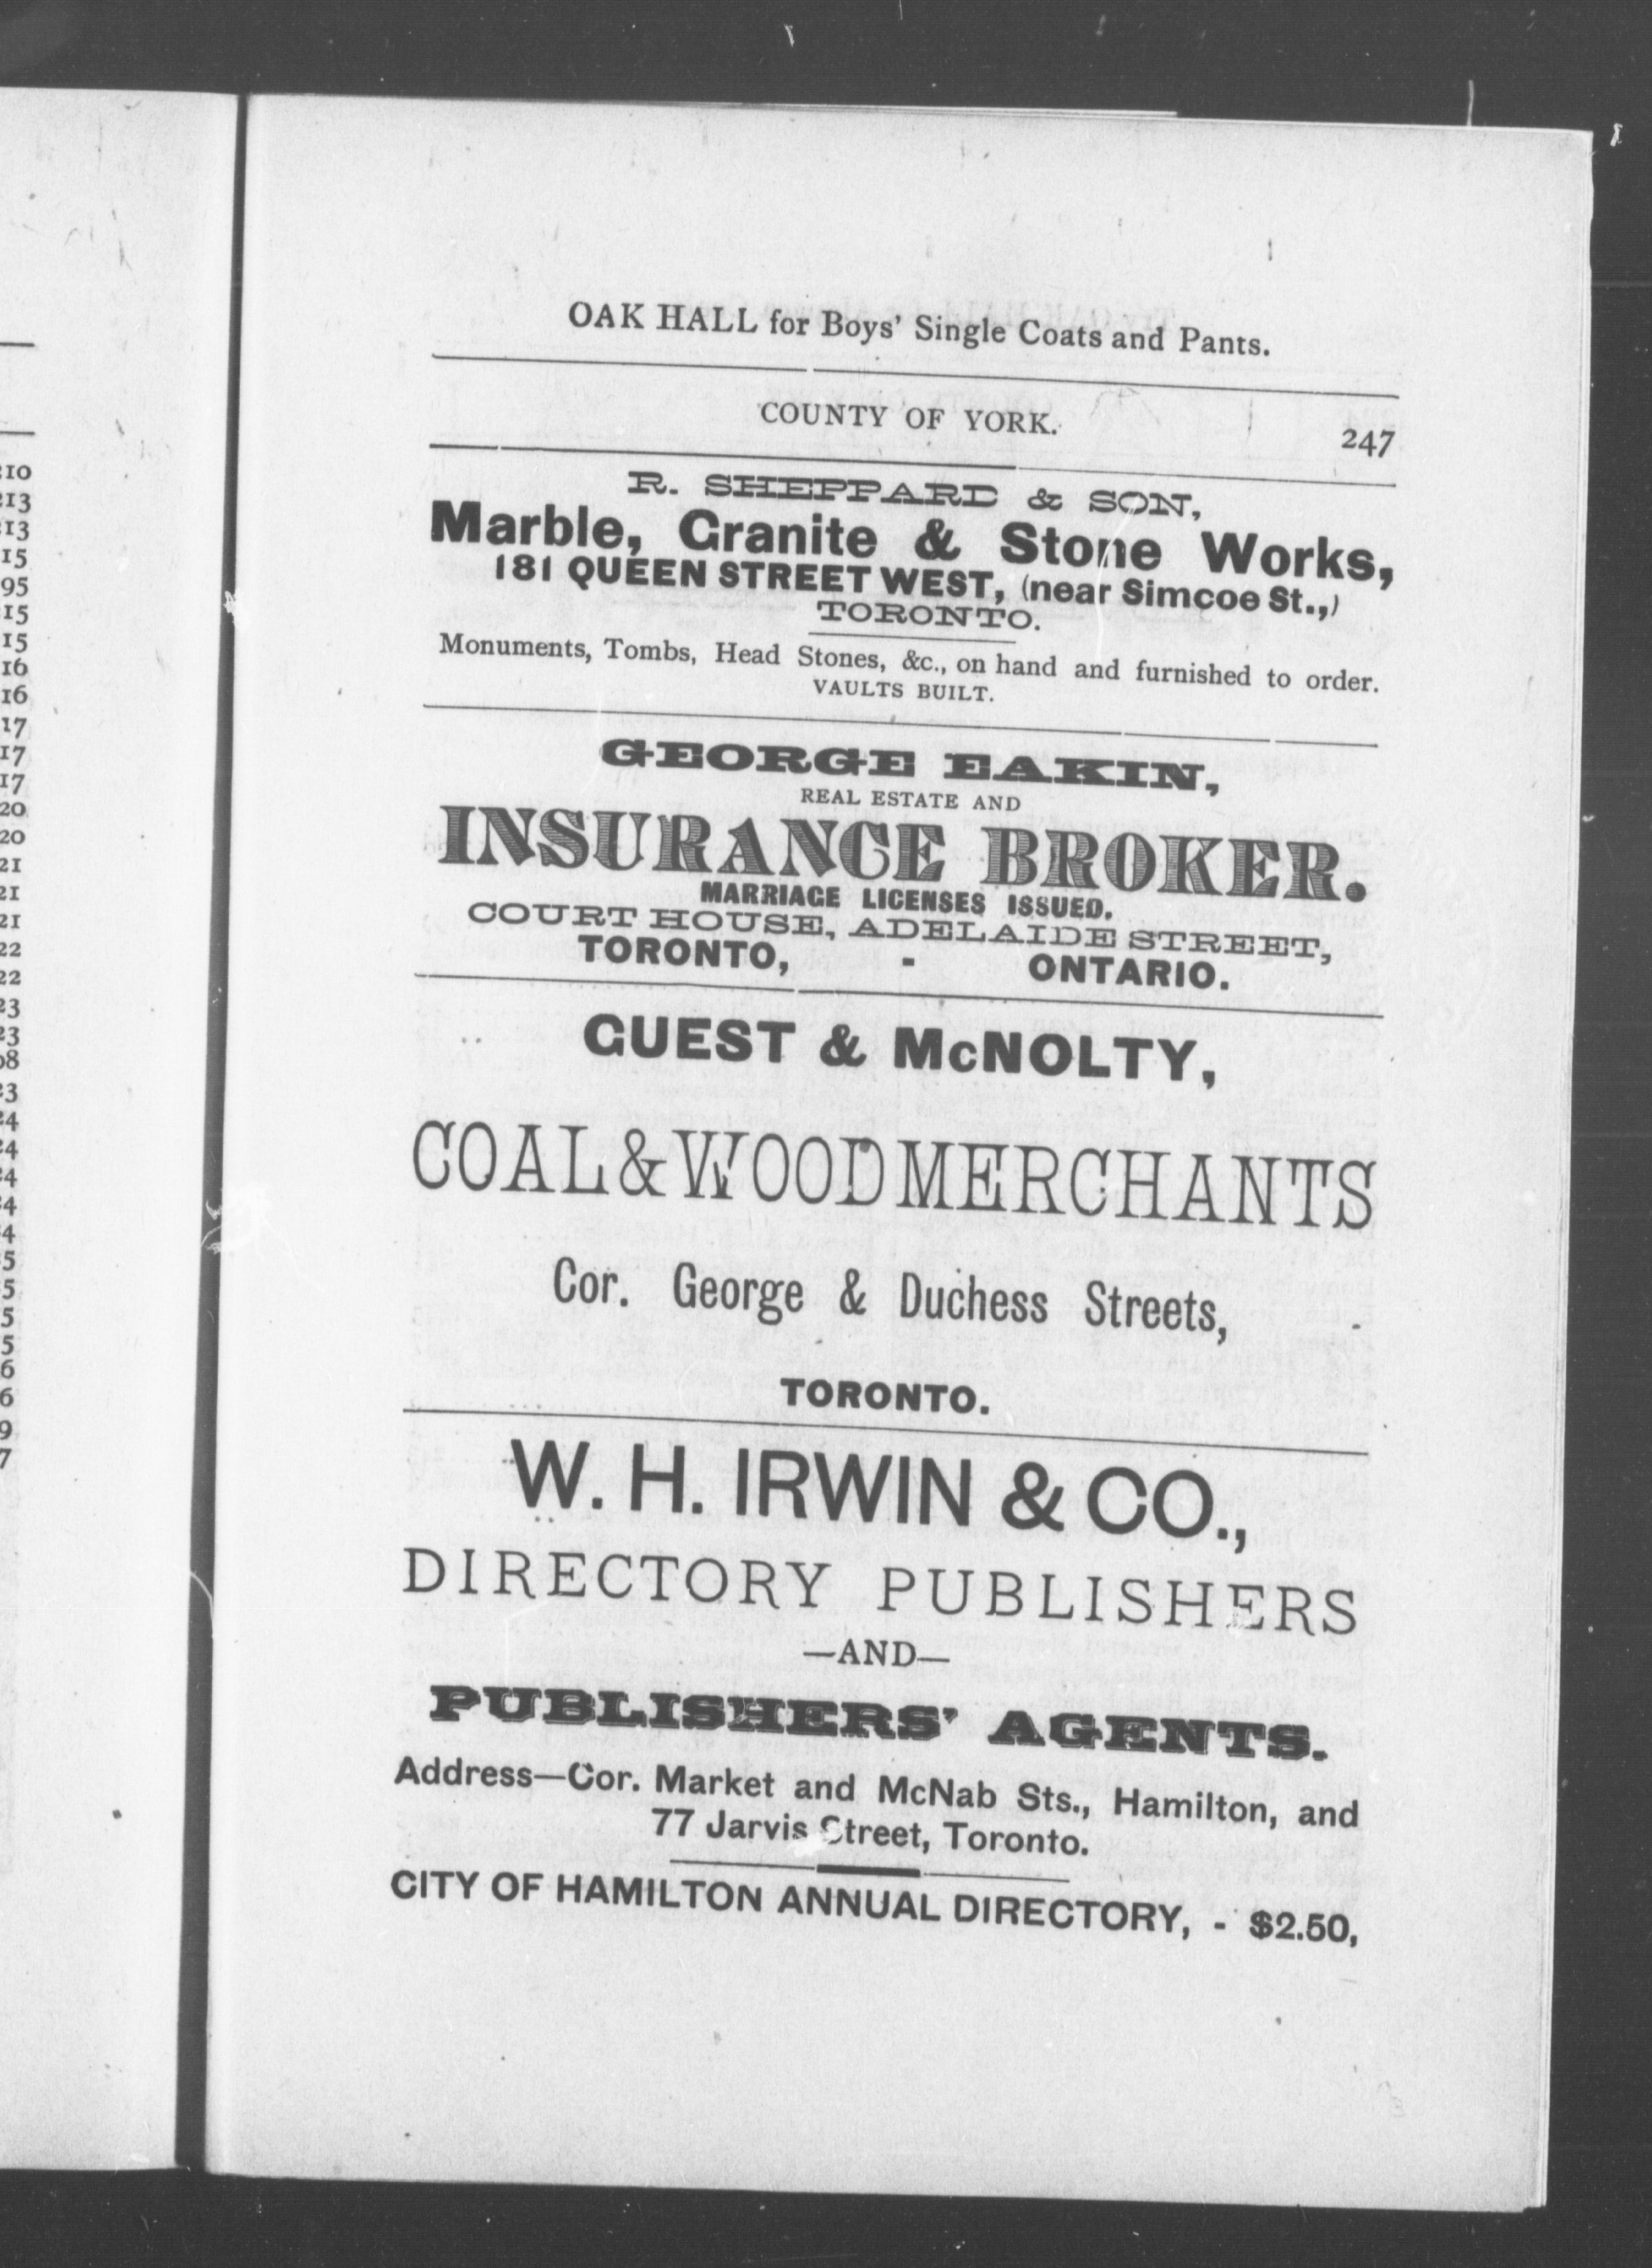 OAK HALL for Boys' Single Coats and Pants.
COUNTY OF YORK.
247
R. SHEPPARD & SON,
Marble, Granite & Stone Works,
181 QUEEN STREET WEST, (near Simcoe St.,)
TORONTO.
Monuments, Tombs, Head Stones, &c., on hand and furnished to order.
VAULTS BUILT.
GEORGE EAKIN,
REAL ESTATE AND
INSURANCE BROKER.
MARRIAGE LICENSES ISSUED.
COURT HOUSE, ADELAIDE STREET,
TORONTO, - ONTARIO.
GUEST & McNOLTY,
COAL & WOOD MERCHANTS
Cor. George & Duchess Streets,
TORONTO.
W. H. IRWIN & CO.,
DIRECTORY PUBLISHERS
—AND—
PUBLISHERS' AGENTS.
Address—Cor. Market and McNab Sts., Hamilton, and
77 Jarvis Street, Toronto.
CITY OF HAMILTON ANNUAL DIRECTORY, - $2.50,